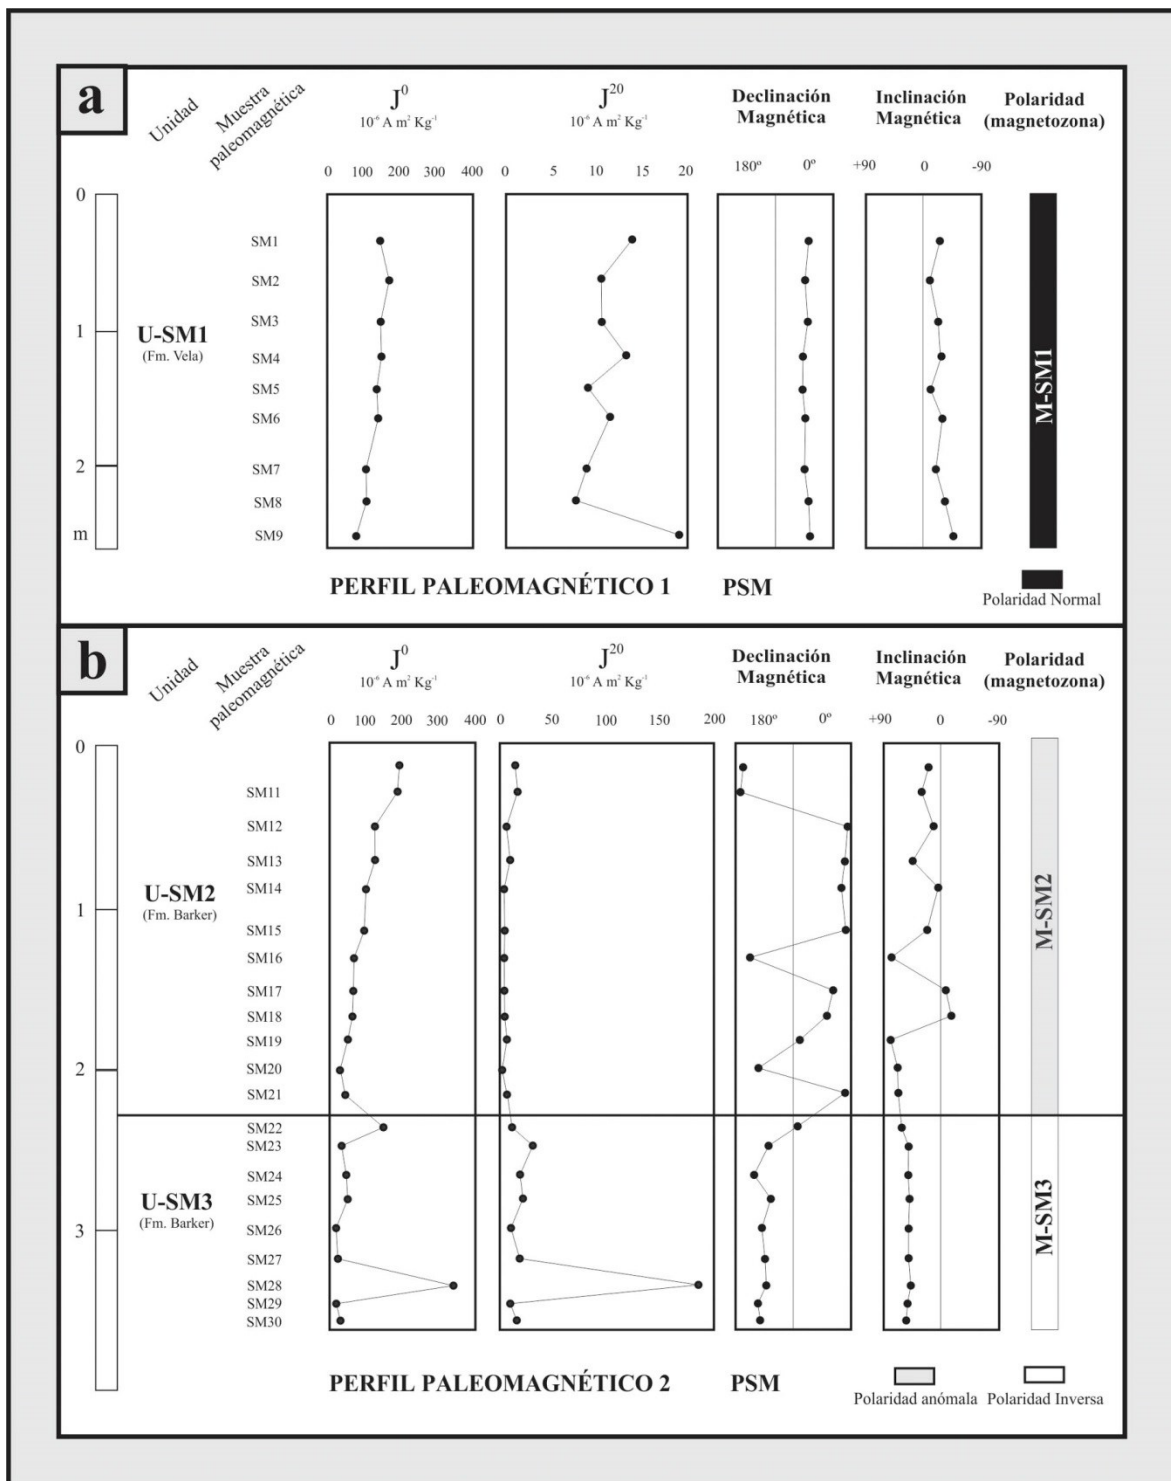 a
Unidad
Muestra
paleomagnética
J⁰
10⁻⁶ A m² Kg⁻¹
J²⁰
10⁻⁶ A m² Kg⁻¹
Declinación
Magnética
Inclinación
Magnética
Polaridad
(magnetozona)
0 100 200 300 400
0 5 10 15 20
180º 0º
+90 0 -90
0
SM1
SM2
SM3
1
U-SM1
(Fm. Vela)
SM4
SM5
SM6
2
SM7
SM8
m
SM9
M-SM1
PERFIL PALEOMAGNÉTICO 1 PSM
Polaridad Normal
b
Unidad
Muestra
paleomagnética
J⁰
10⁻⁶ A m² Kg⁻¹
J²⁰
10⁻⁶ A m² Kg⁻¹
Declinación
Magnética
Inclinación
Magnética
Polaridad
(magnetozona)
0 100 200 300 400
0 50 100 150 200
180º 0º
+90 0 -90
0
SM11
SM12
SM13
SM14
U-SM2
(Fm. Barker)
1
SM15
SM16
SM17
SM18
SM19
2
SM20
SM21
M-SM2
SM22
SM23
SM24
U-SM3
(Fm. Barker)
SM25
3
SM26
SM27
SM28
SM29
SM30
M-SM3
PERFIL PALEOMAGNÉTICO 2 PSM
Polaridad anómala Polaridad Inversa